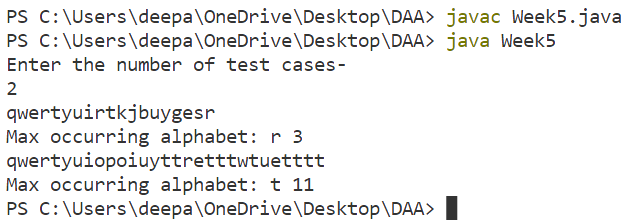 PS C:\Users\deepa\OneDrive\Desktop\DAA> javac Week5.java
PS C:\Users\deepa\OneDrive\Desktop\DAA> java Week5
Enter the number of test cases-
2
qwertyuirtkjbuygesr
Max occurring alphabet: r 3
qwertyuiopoiuyttretttwtuetttt
Max occurring alphabet: t 11
PS C:\Users\deepa\OneDrive\Desktop\DAA>